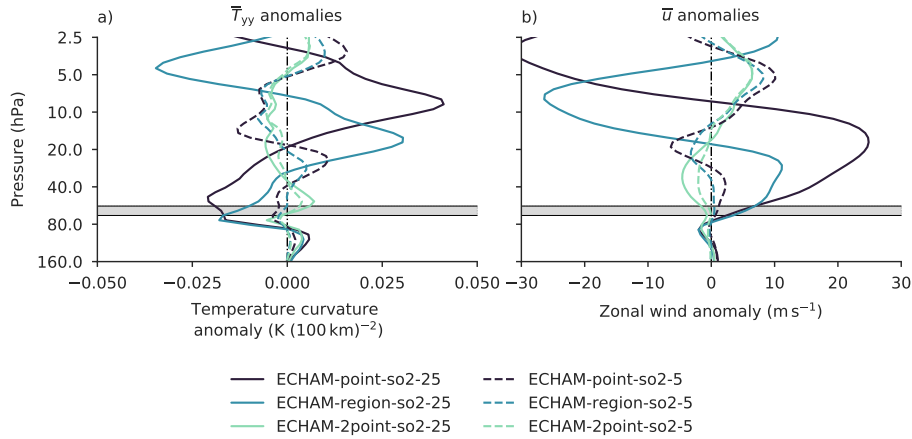 a)
T̅yy anomalies
b)
u̅ anomalies
Pressure (hPa)
2.5
5.0
10.0
20.0
40.0
80.0
160.0
−0.050 −0.025 0.000 0.025 0.050
Temperature curvature
anomaly (K (100 km)⁻²)
−30 −20 −10 0 10 20 30
Zonal wind anomaly (m s⁻¹)
ECHAM-point-so2-25
ECHAM-region-so2-25
ECHAM-2point-so2-25
ECHAM-point-so2-5
ECHAM-region-so2-5
ECHAM-2point-so2-5